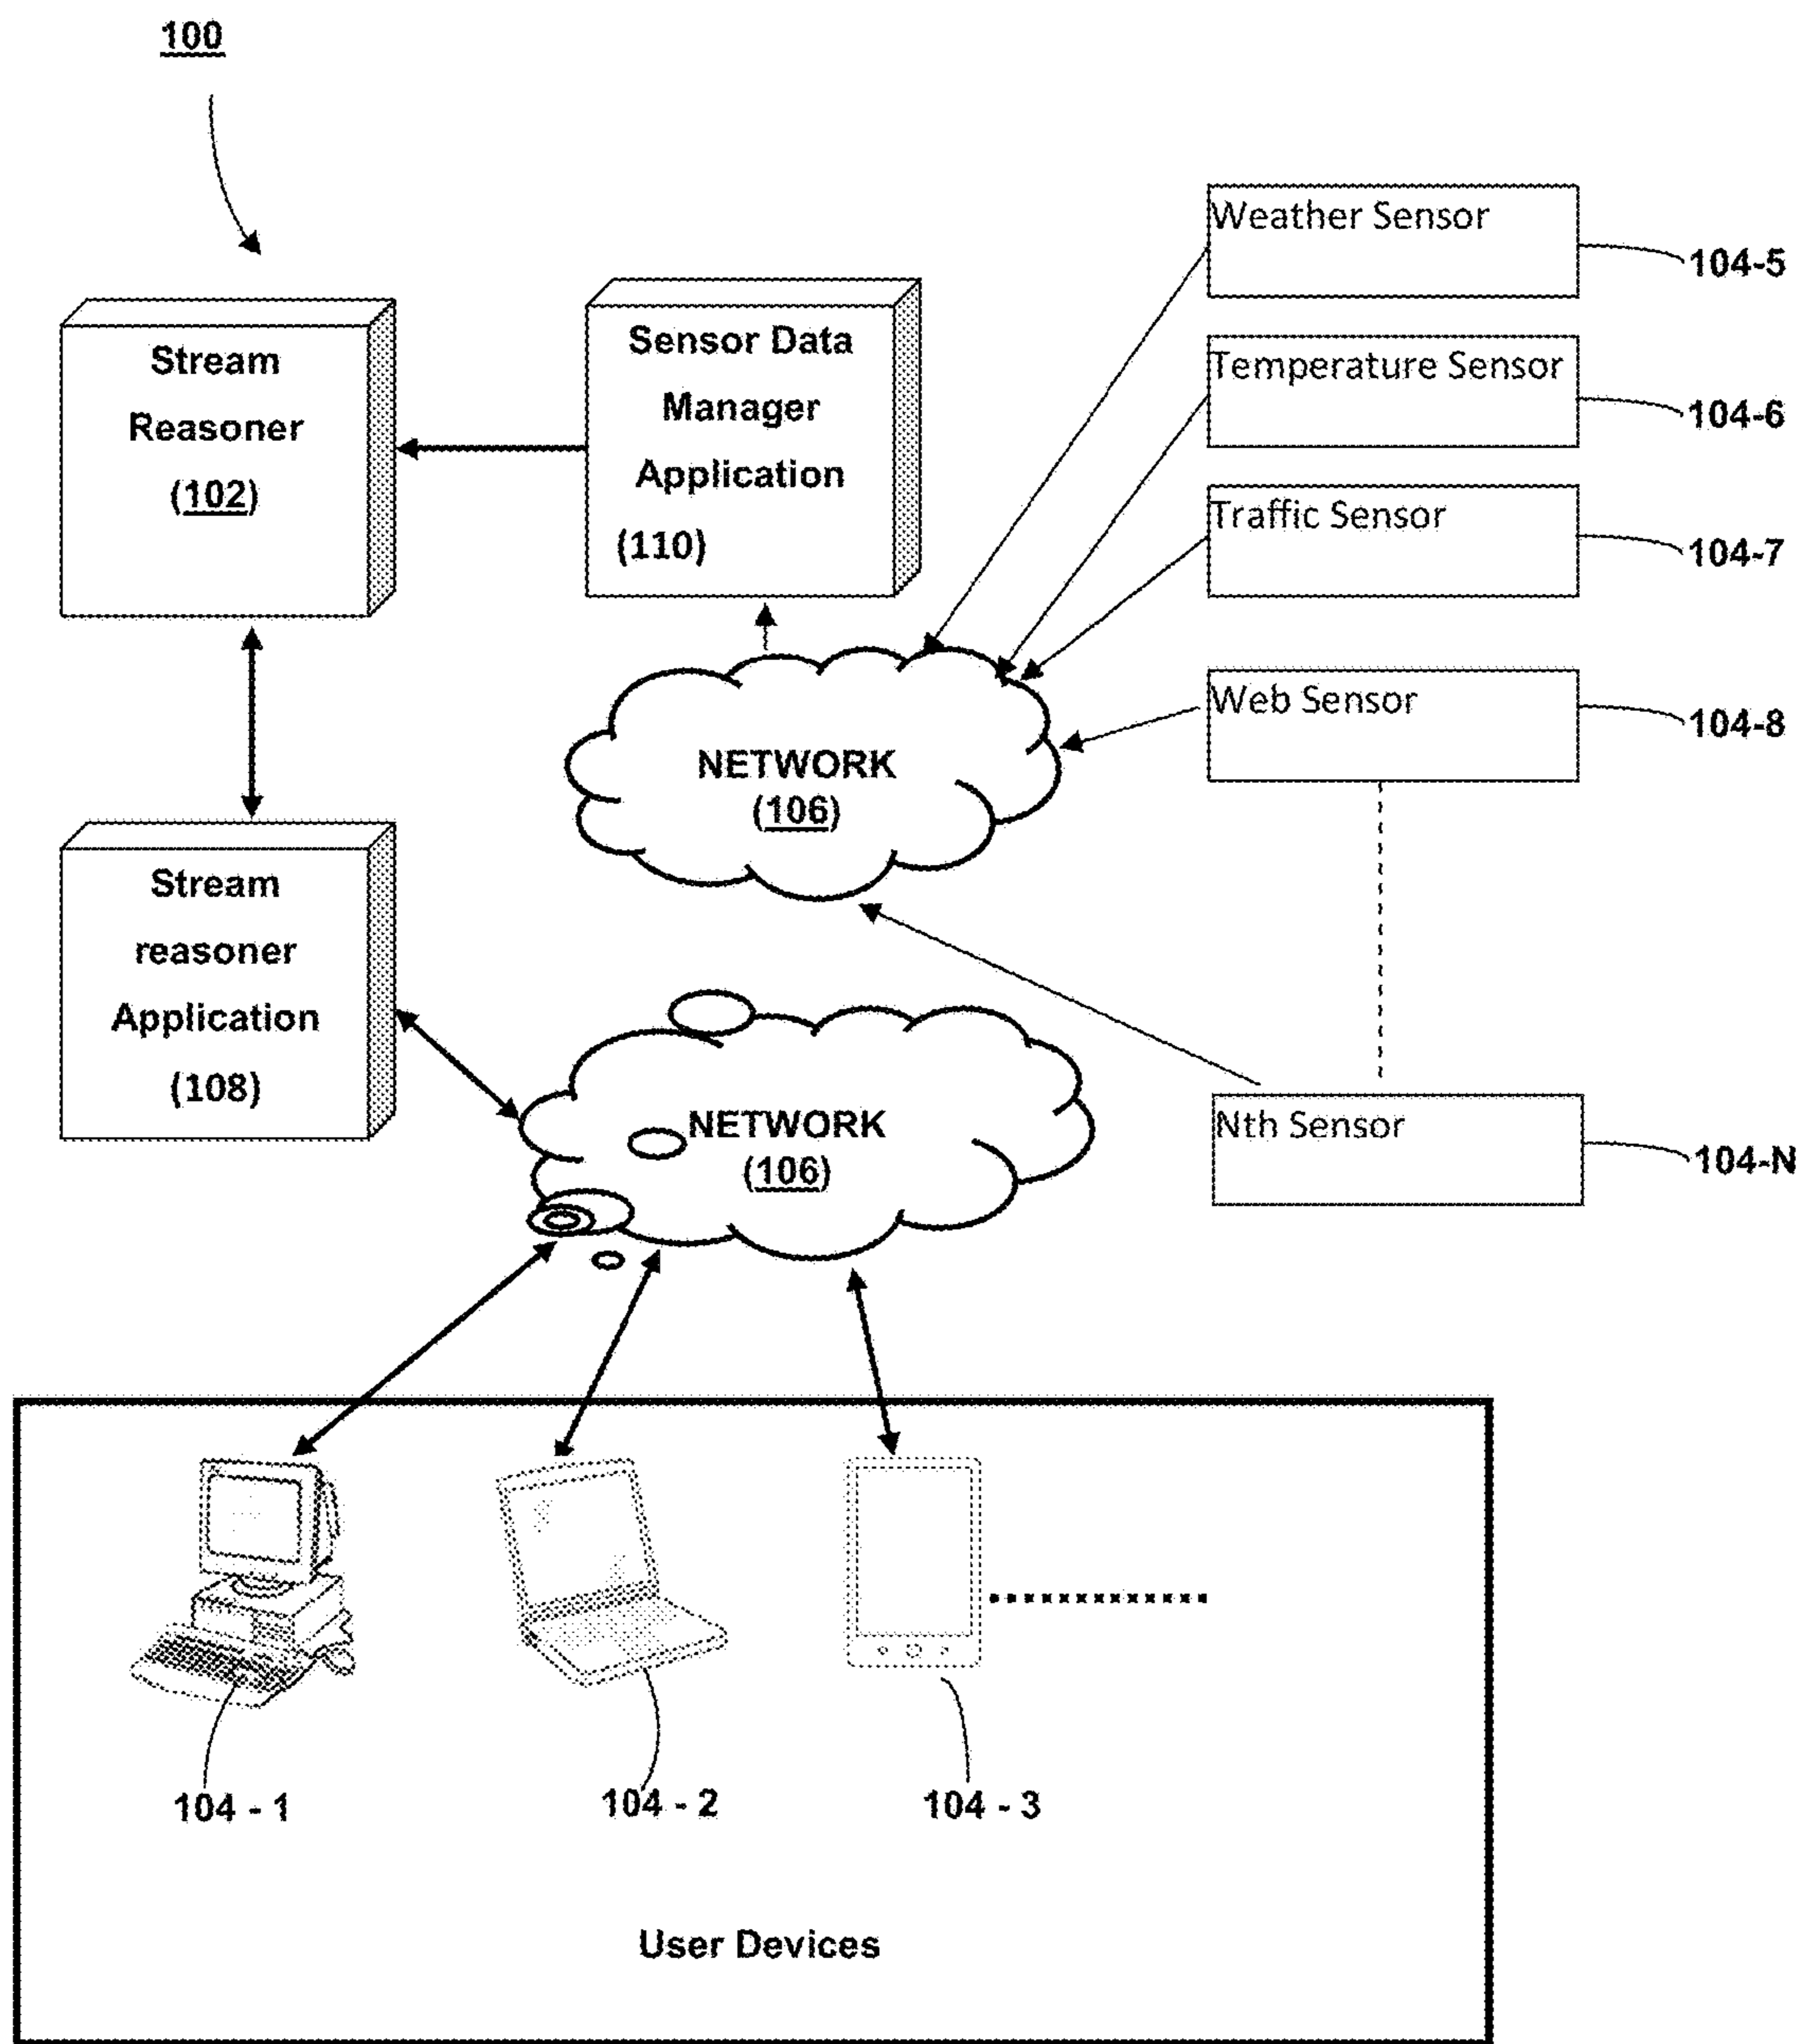 100
Weather Sensor
104-5
Stream
Reasoner
(102)
Sensor Data
Manager
Application
(110)
Temperature Sensor
104-6
Traffic Sensor
104-7
Web Sensor
104-8
NETWORK
(106)
Stream
reasoner
Application
(108)
NETWORK
(106)
Nth Sensor
104-N
104 - 1
104 - 2
104 - 3
User Devices